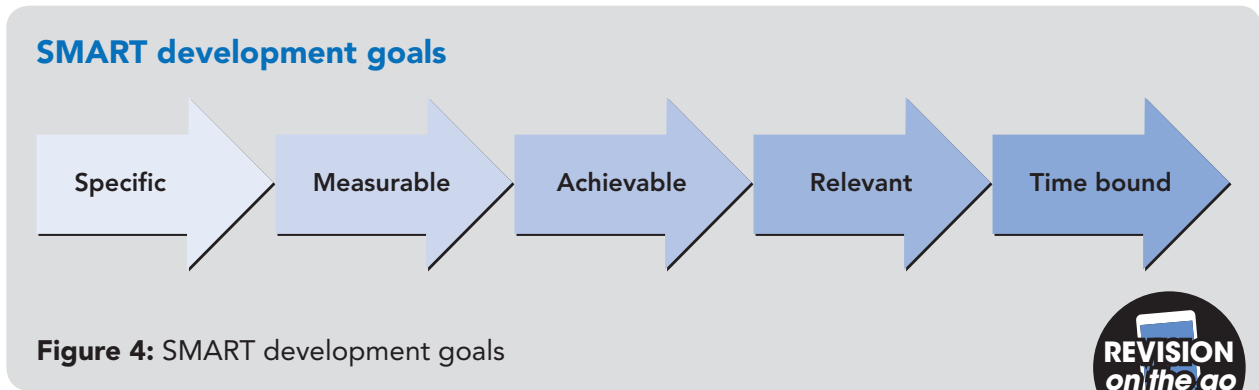 SMART development goals
Specific Measurable Achievable Relevant Time bound
Figure 4: SMART development goals
REVISION
on the go